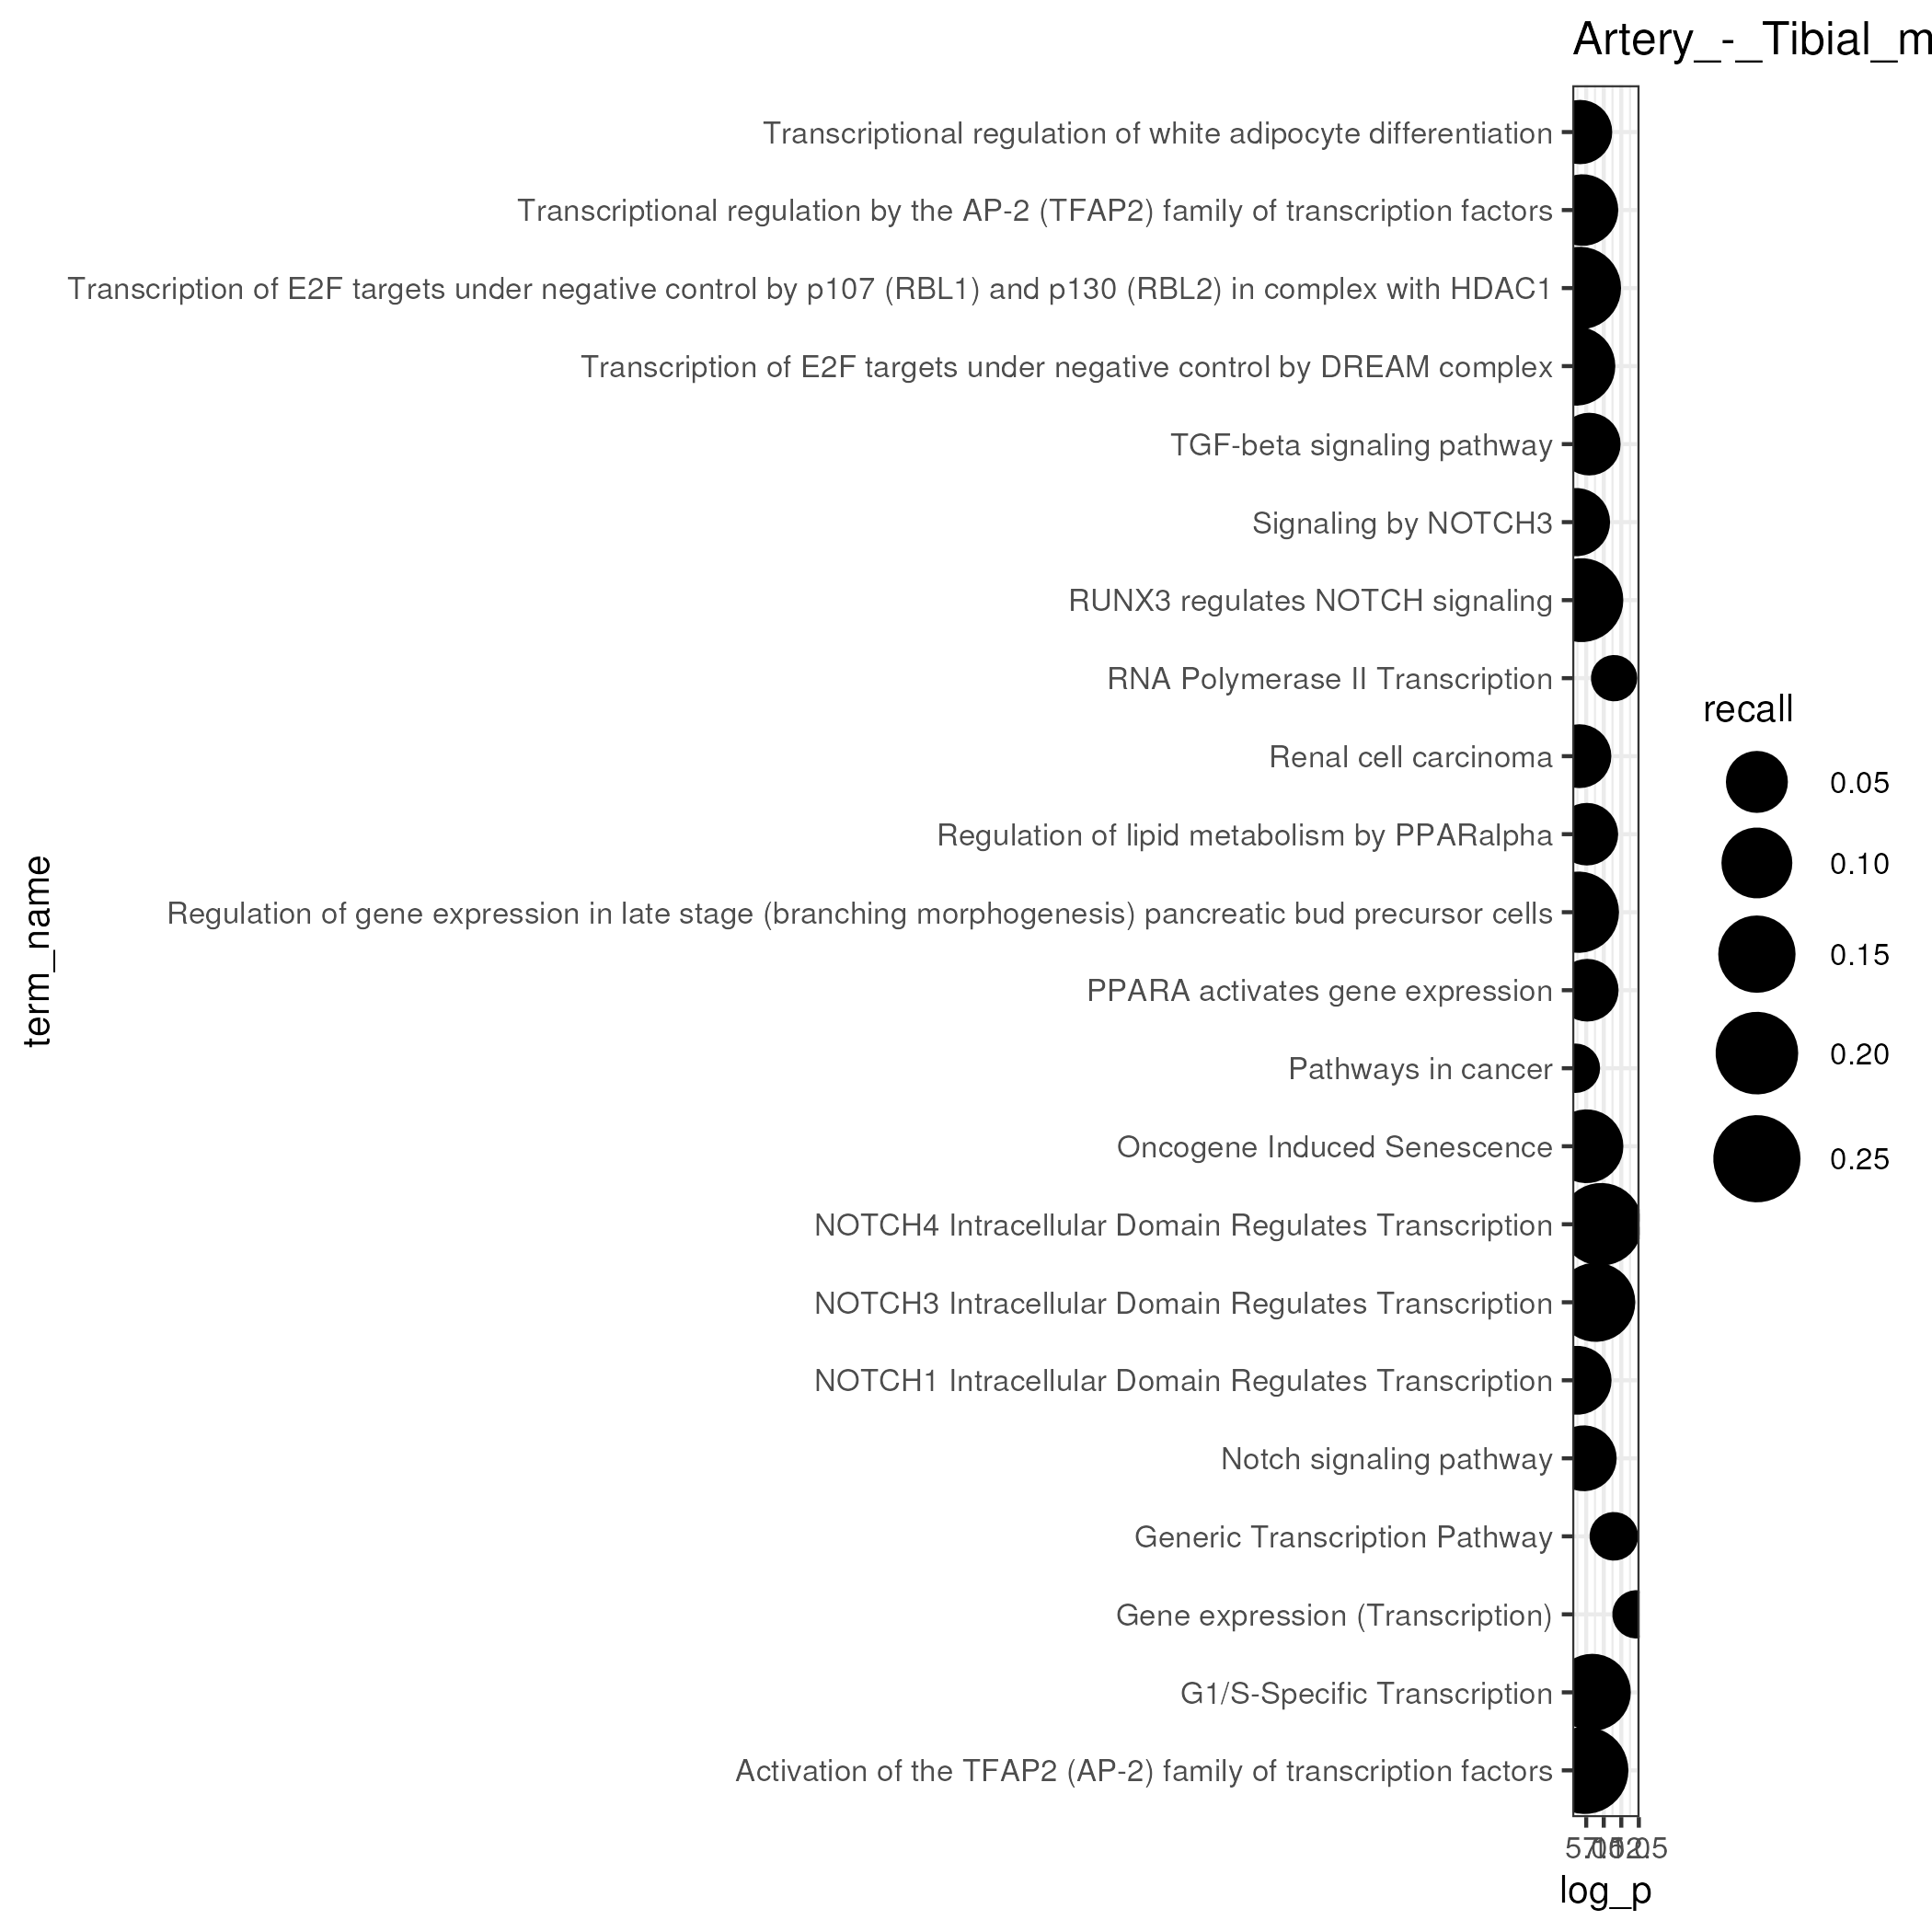 Artery_-_Tibial_m
Transcriptional regulation of white adipocyte differentiation
Transcriptional regulation by the AP-2 (TFAP2) family of transcription factors
Transcription of E2F targets under negative control by p107 (RBL1) and p130 (RBL2) in complex with HDAC1
Transcription of E2F targets under negative control by DREAM complex
TGF-beta signaling pathway
Signaling by NOTCH3
RUNX3 regulates NOTCH signaling
RNA Polymerase II Transcription
Renal cell carcinoma
Regulation of lipid metabolism by PPARalpha
Regulation of gene expression in late stage (branching morphogenesis) pancreatic bud precursor cells
PPARA activates gene expression
Pathways in cancer
Oncogene Induced Senescence
NOTCH4 Intracellular Domain Regulates Transcription
NOTCH3 Intracellular Domain Regulates Transcription
NOTCH1 Intracellular Domain Regulates Transcription
Notch signaling pathway
Generic Transcription Pathway
Gene expression (Transcription)
G1/S-Specific Transcription
Activation of the TFAP2 (AP-2) family of transcription factors
term_name
log_p
recall
0.05
0.10
0.15
0.20
0.25